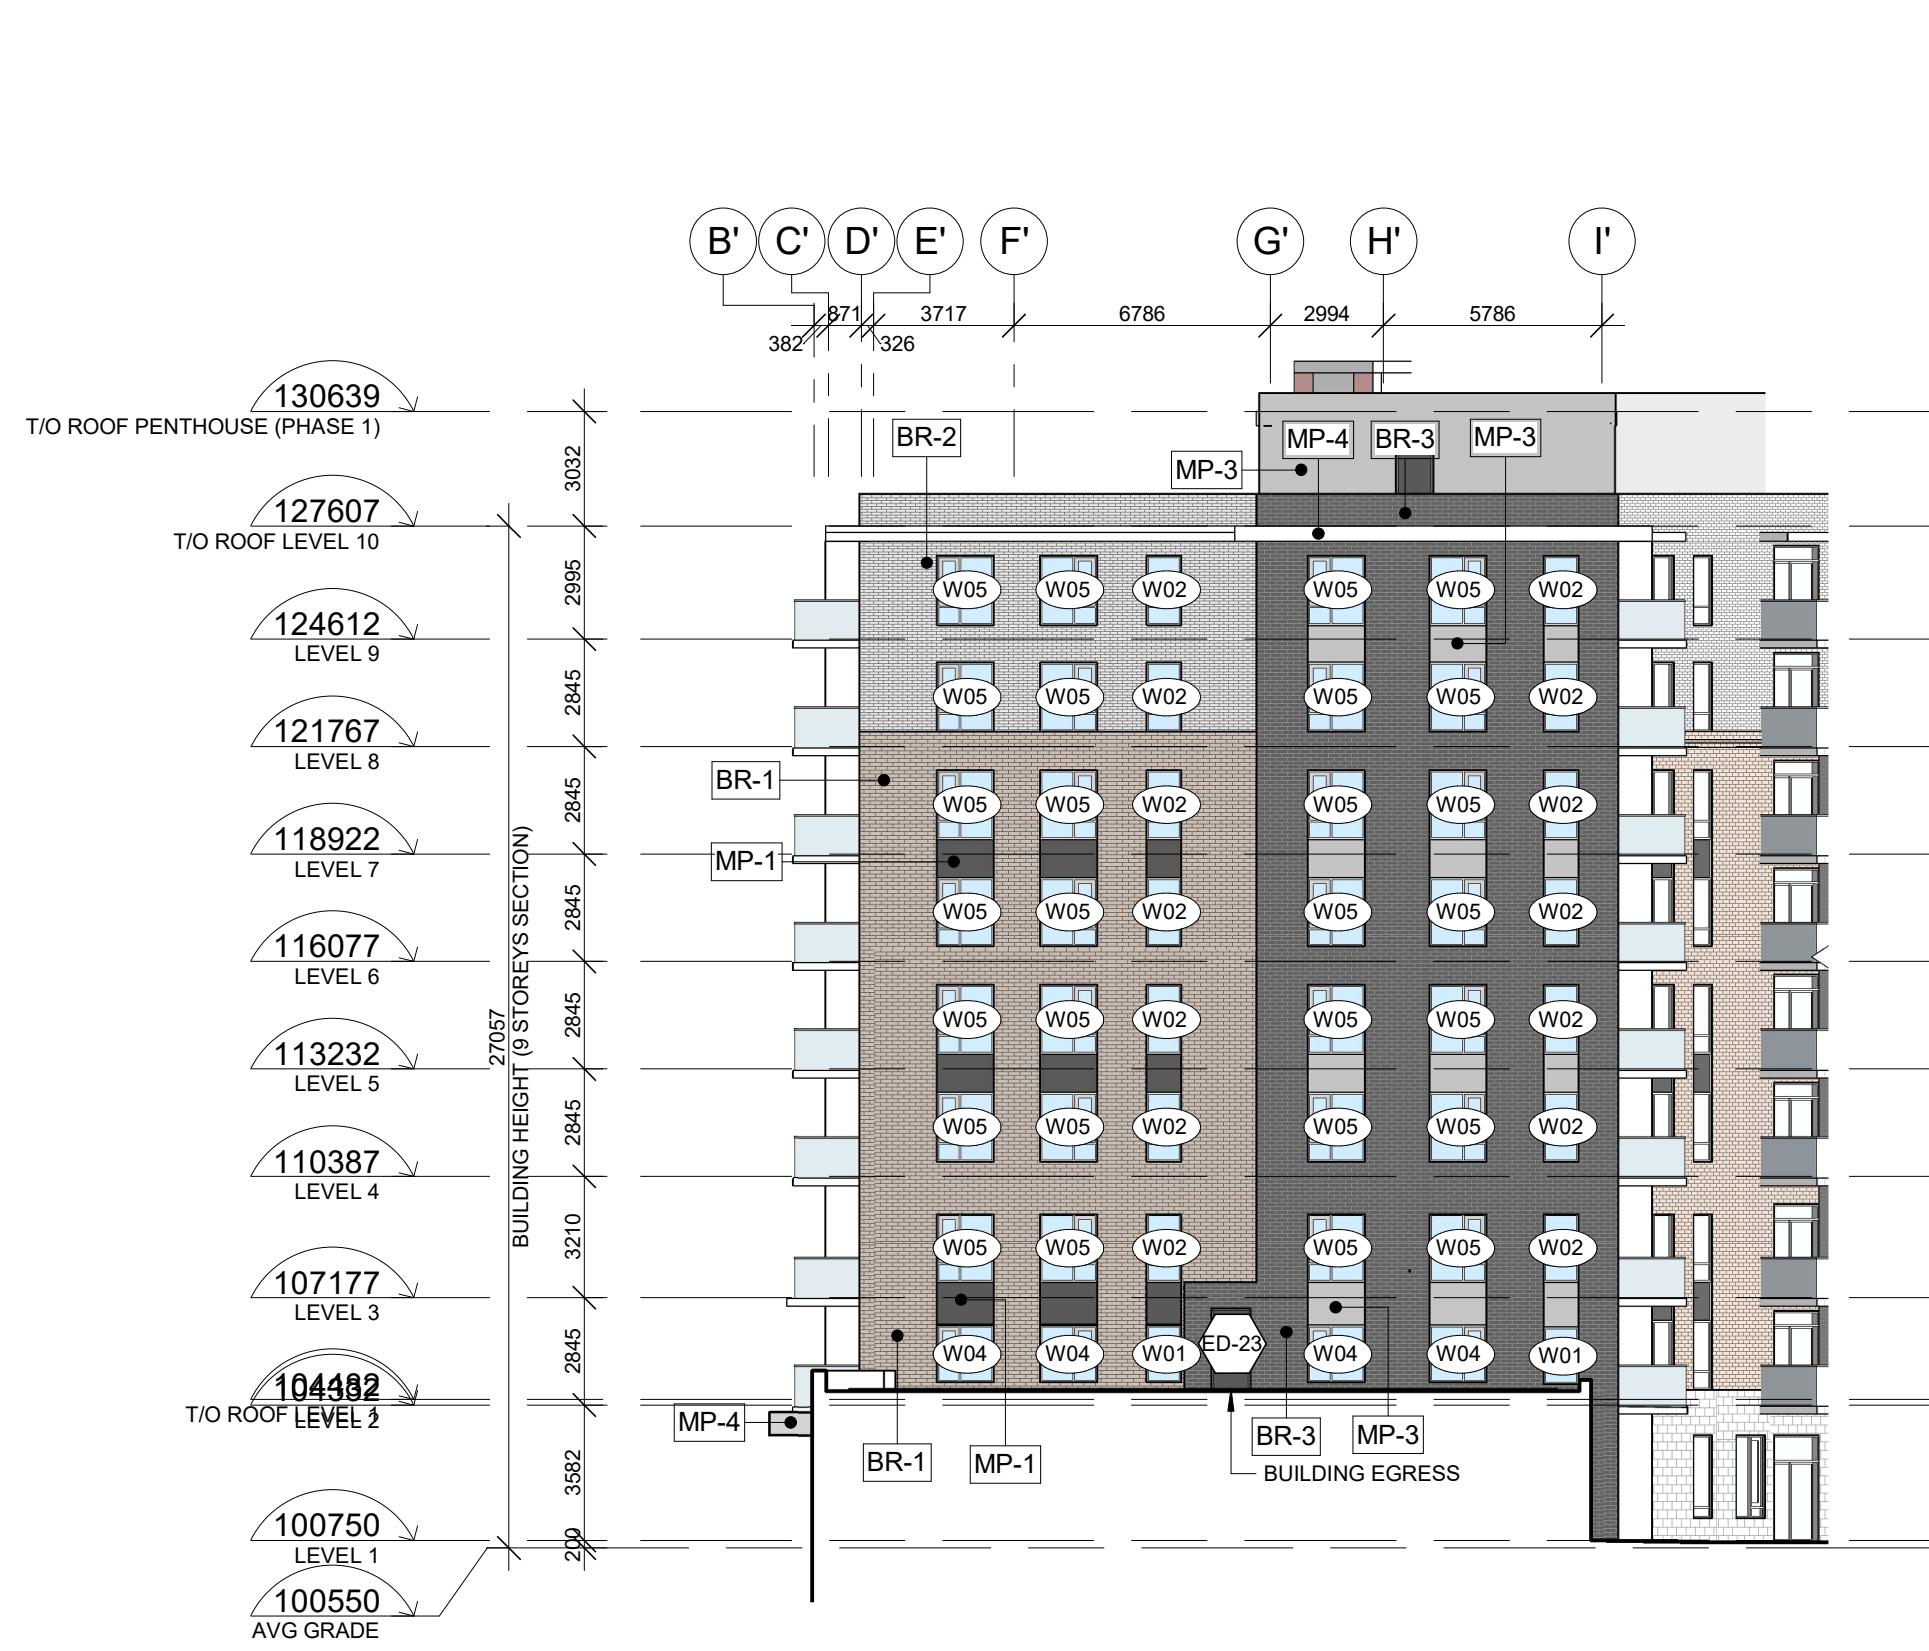 B' C' D' E' F' G' H' I'
871 3717 6786 2994 5786
382 326
130639
T/O ROOF PENTHOUSE (PHASE 1)
BR-2 MP-4 BR-3 MP-3
MP-3
3032
127607
T/O ROOF LEVEL 10
2995
W05 W05 W02 W05 W05 W02
124612
LEVEL 9
2845
W05 W05 W02 W05 W05 W02
121767
LEVEL 8
BR-1
2845
W05 W05 W02 W05 W05 W02
118922
LEVEL 7
MP-1
2845
W05 W05 W02 W05 W05 W02
116077
LEVEL 6
2845
W05 W05 W02 W05 W05 W02
27057
BUILDING HEIGHT (9 STOREYS SECTION)
113232
LEVEL 5
2845
W05 W05 W02 W05 W05 W02
110387
LEVEL 4
3210
W05 W05 W02 W05 W05 W02
107177
LEVEL 3
2845
W04 W04 W01 ED-23 W04 W04 W01
T/O ROOF LEVEL 1
LEVEL 2
MP-4
BR-1 MP-1 BR-3 MP-3
BUILDING EGRESS
3582
100750
LEVEL 1
200
100550
AVG GRADE